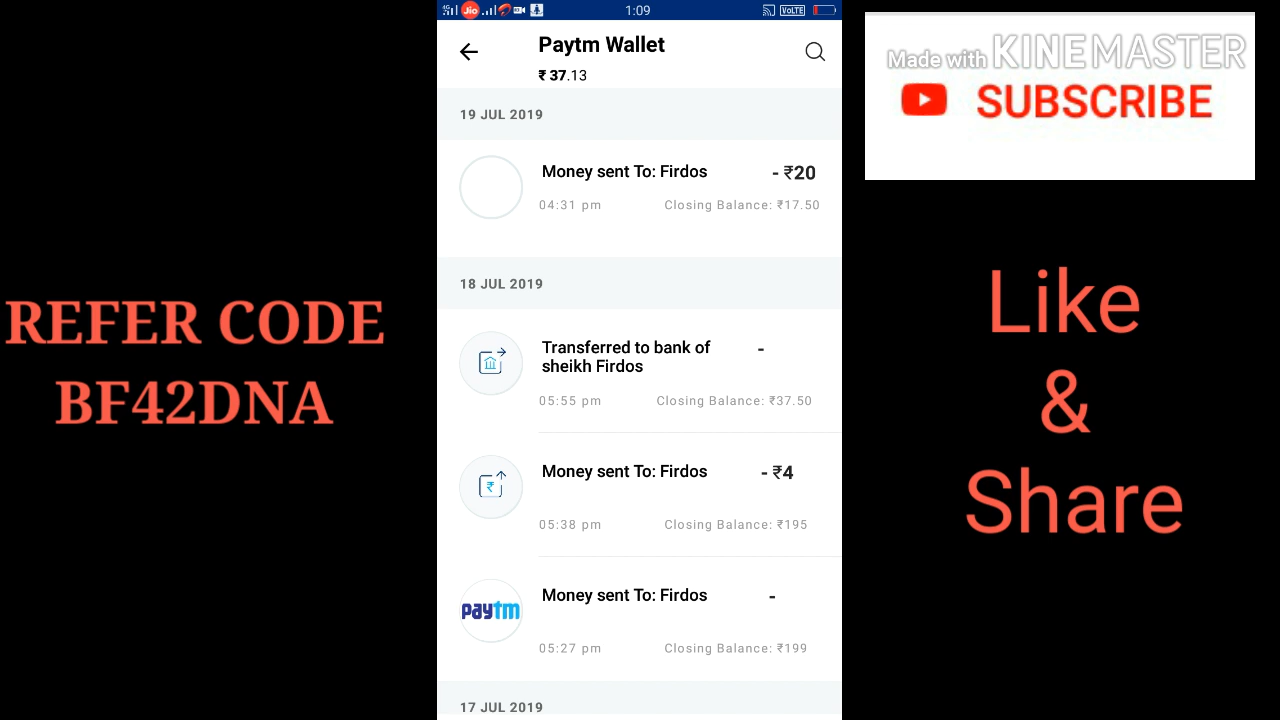 REFER CODE
BF42DNA
4G
Jio
1:09
VoLTE
Paytm Wallet
₹ 37.13
19 JUL 2019
Money sent To: Firdos
- ₹20
04:31 pm
Closing Balance: ₹17.50
18 JUL 2019
Transferred to bank of
sheikh Firdos
-
05:55 pm
Closing Balance: ₹37.50
Money sent To: Firdos
- ₹4
05:38 pm
Closing Balance: ₹195
paytm
Money sent To: Firdos
-
05:27 pm
Closing Balance: ₹199
17 JUL 2019
Made with KINEMASTER
SUBSCRIBE
Like
&
Share